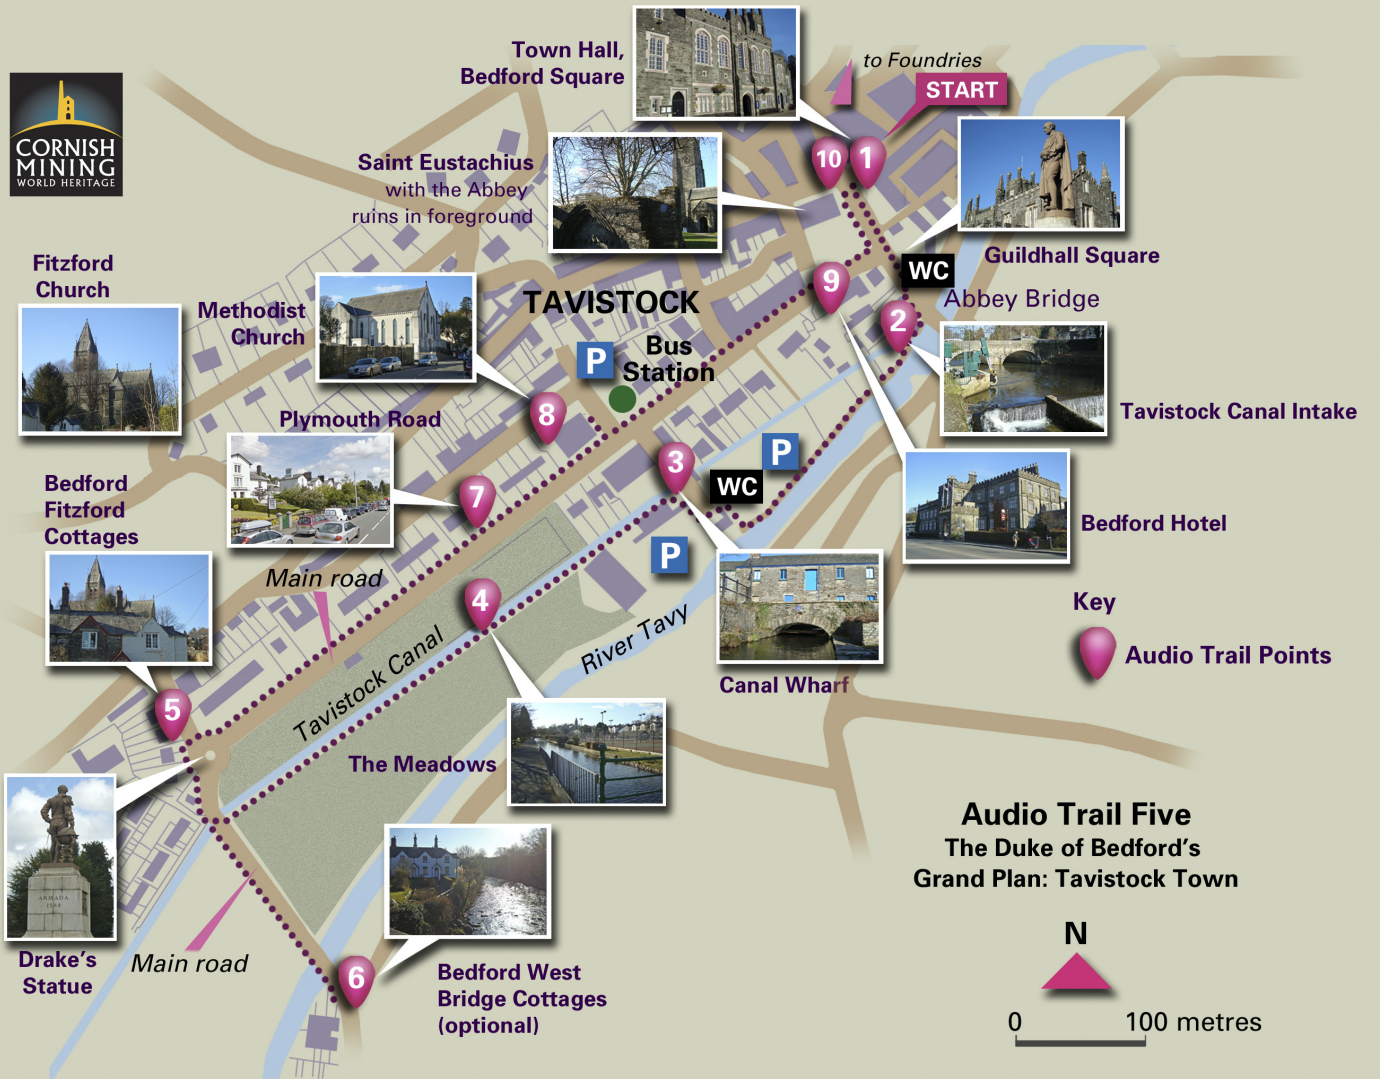 Town Hall,
Bedford Square
to Foundries
START
CORNISH
MINING
WORLD HERITAGE
Saint Eustachius
with the Abbey
ruins in foreground
10
1
Guildhall Square
WC
Abbey Bridge
Fitzford
Church
Methodist
Church
TAVISTOCK
P
Bus
Station
9
2
Tavistock Canal Intake
Plymouth Road
8
7
3
P
WC
P
Bedford Hotel
Bedford
Fitzford
Cottages
Main road
4
Tavistock Canal
River Tavy
Canal Wharf
Key
Audio Trail Points
5
The Meadows
ARMADA
Drake's
Statue
Main road
6
Bedford West
Bridge Cottages
(optional)
Audio Trail Five
The Duke of Bedford's
Grand Plan: Tavistock Town
N
0 100 metres